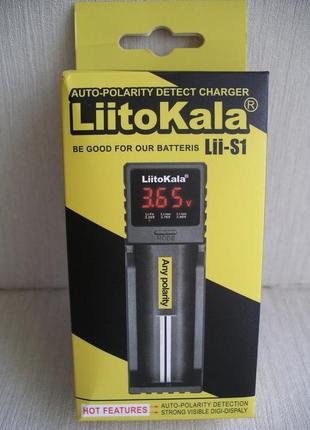 AUTO-POLARITY DETECT CHARGER
LiitoKala®
BE GOOD FOR OUR BATTERIS Lii-S1
LiitoKala®
3.65v
MODE
Any polarity
HOT FEATURES
AUTO-POLARITY DETECTION
STRONG VISIBLE DIGI-DISPALY